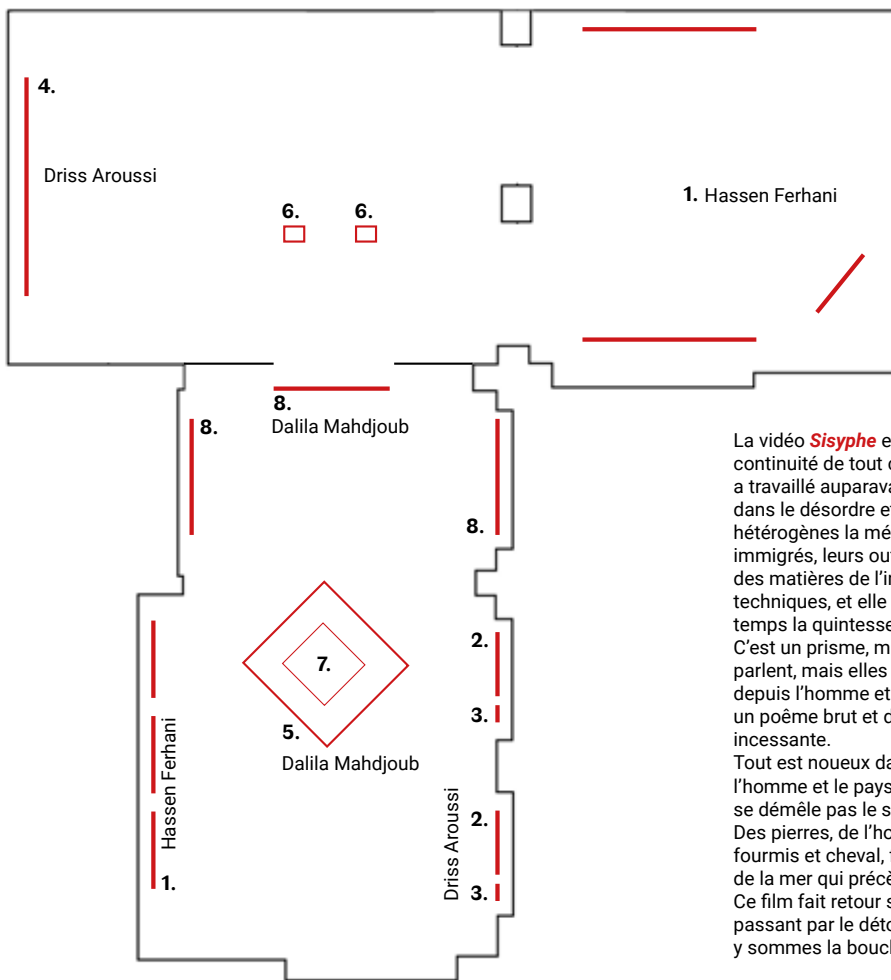 4.
Driss Aroussi
6.
6.
1. Hassen Ferhani
8.
Dalila Mahdjoub
8.
8.
7.
5.
Dalila Mahdjoub
Hassen Ferhani
1.
2.
3.
Driss Aroussi
2.
3.
La vidéo Sisyphe e
continuité de tout c
a travaillé auparava
dans le désordre et
hétérogènes la mé
immigrés, leurs out
des matières de l'in
techniques, et elle
temps la quintesse
C'est un prisme, ma
parlent, mais elles
depuis l'homme et
un poême brut et d
incessante.
Tout est noueux da
l'homme et le pays
se démêle pas le s
Des pierres, de l'ho
fourmis et cheval, f
de la mer qui précè
Ce film fait retour s
passant par le déto
y sommes la boucl